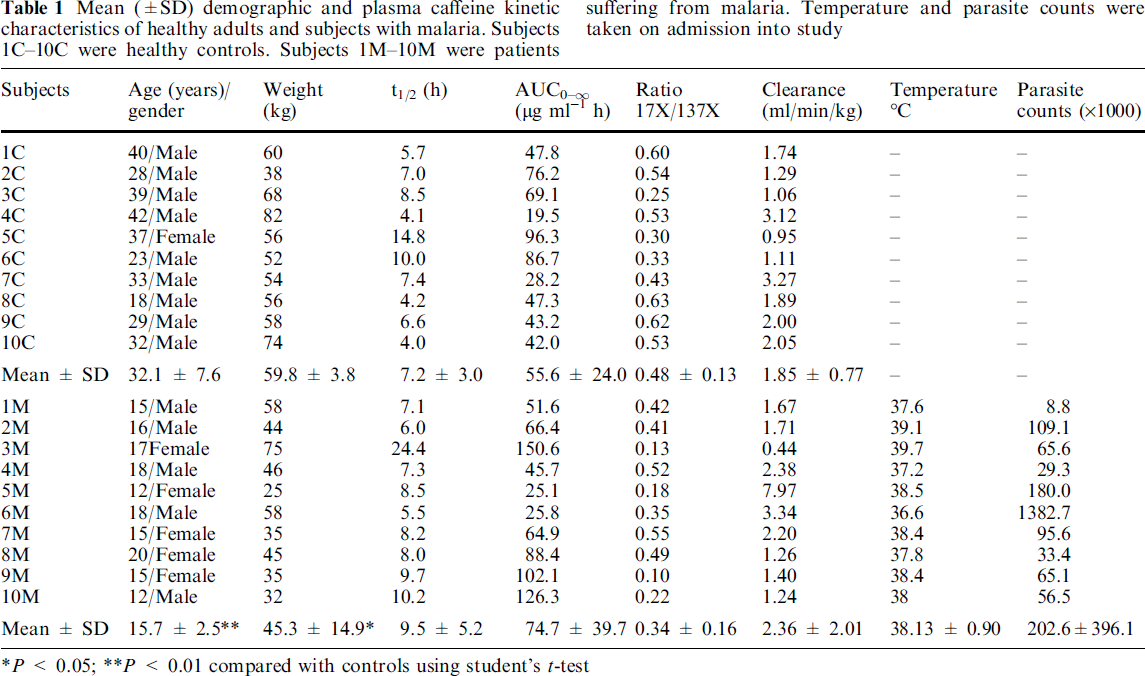 Table 1 Mean (±SD) demographic and plasma caffeine kinetic
characteristics of healthy adults and subjects with malaria. Subjects
1C–10C were healthy controls. Subjects 1M–10M were patients
suffering from malaria. Temperature and parasite counts were
taken on admission into study
Subjects Age (years)/ Weight t1/2 (h) AUC0–∞ Ratio Clearance Temperature Parasite
gender (kg) (µg ml−1 h) 17X/137X (ml/min/kg) °C counts (×1000)
1C 40/Male 60 5.7 47.8 0.60 1.74 – –
2C 28/Male 38 7.0 76.2 0.54 1.29 – –
3C 39/Male 68 8.5 69.1 0.25 1.06 – –
4C 42/Male 82 4.1 19.5 0.53 3.12 – –
5C 37/Female 56 14.8 96.3 0.30 0.95 – –
6C 23/Male 52 10.0 86.7 0.33 1.11 – –
7C 33/Male 54 7.4 28.2 0.43 3.27 – –
8C 18/Male 56 4.2 47.3 0.63 1.89 – –
9C 29/Male 58 6.6 43.2 0.62 2.00 – –
10C 32/Male 74 4.0 42.0 0.53 2.05 – –
Mean ± SD 32.1 ± 7.6 59.8 ± 3.8 7.2 ± 3.0 55.6 ± 24.0 0.48 ± 0.13 1.85 ± 0.77 – –
1M 15/Male 58 7.1 51.6 0.42 1.67 37.6 8.8
2M 16/Male 44 6.0 66.4 0.41 1.71 39.1 109.1
3M 17Female 75 24.4 150.6 0.13 0.44 39.7 65.6
4M 18/Male 46 7.3 45.7 0.52 2.38 37.2 29.3
5M 12/Female 25 8.5 25.1 0.18 7.97 38.5 180.0
6M 18/Male 58 5.5 25.8 0.35 3.34 36.6 1382.7
7M 15/Female 35 8.2 64.9 0.55 2.20 38.4 95.6
8M 20/Female 45 8.0 88.4 0.49 1.26 37.8 33.4
9M 15/Female 35 9.7 102.1 0.10 1.40 38.4 65.1
10M 12/Male 32 10.2 126.3 0.22 1.24 38 56.5
Mean ± SD 15.7 ± 2.5** 45.3 ± 14.9* 9.5 ± 5.2 74.7 ± 39.7 0.34 ± 0.16 2.36 ± 2.01 38.13 ± 0.90 202.6±396.1
*P < 0.05; **P < 0.01 compared with controls using student's t-test